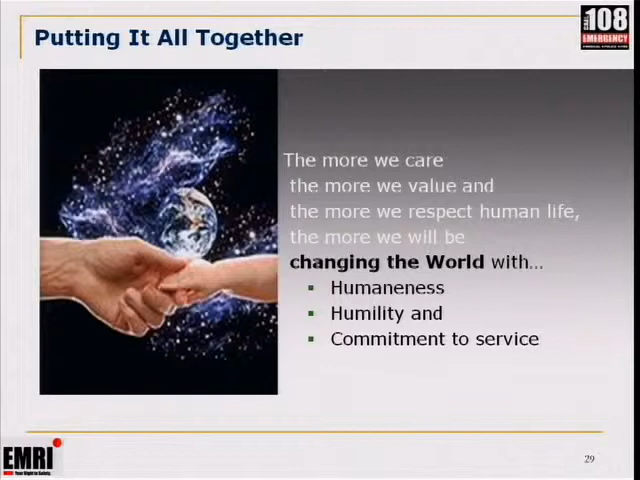 Putting It All Together
108
EMERGENCY
The more we care
the more we value and
the more we respect human life,
the more we will be
changing the World with...
▪ Humaneness
▪ Humility and
▪ Commitment to service
EMRI
29